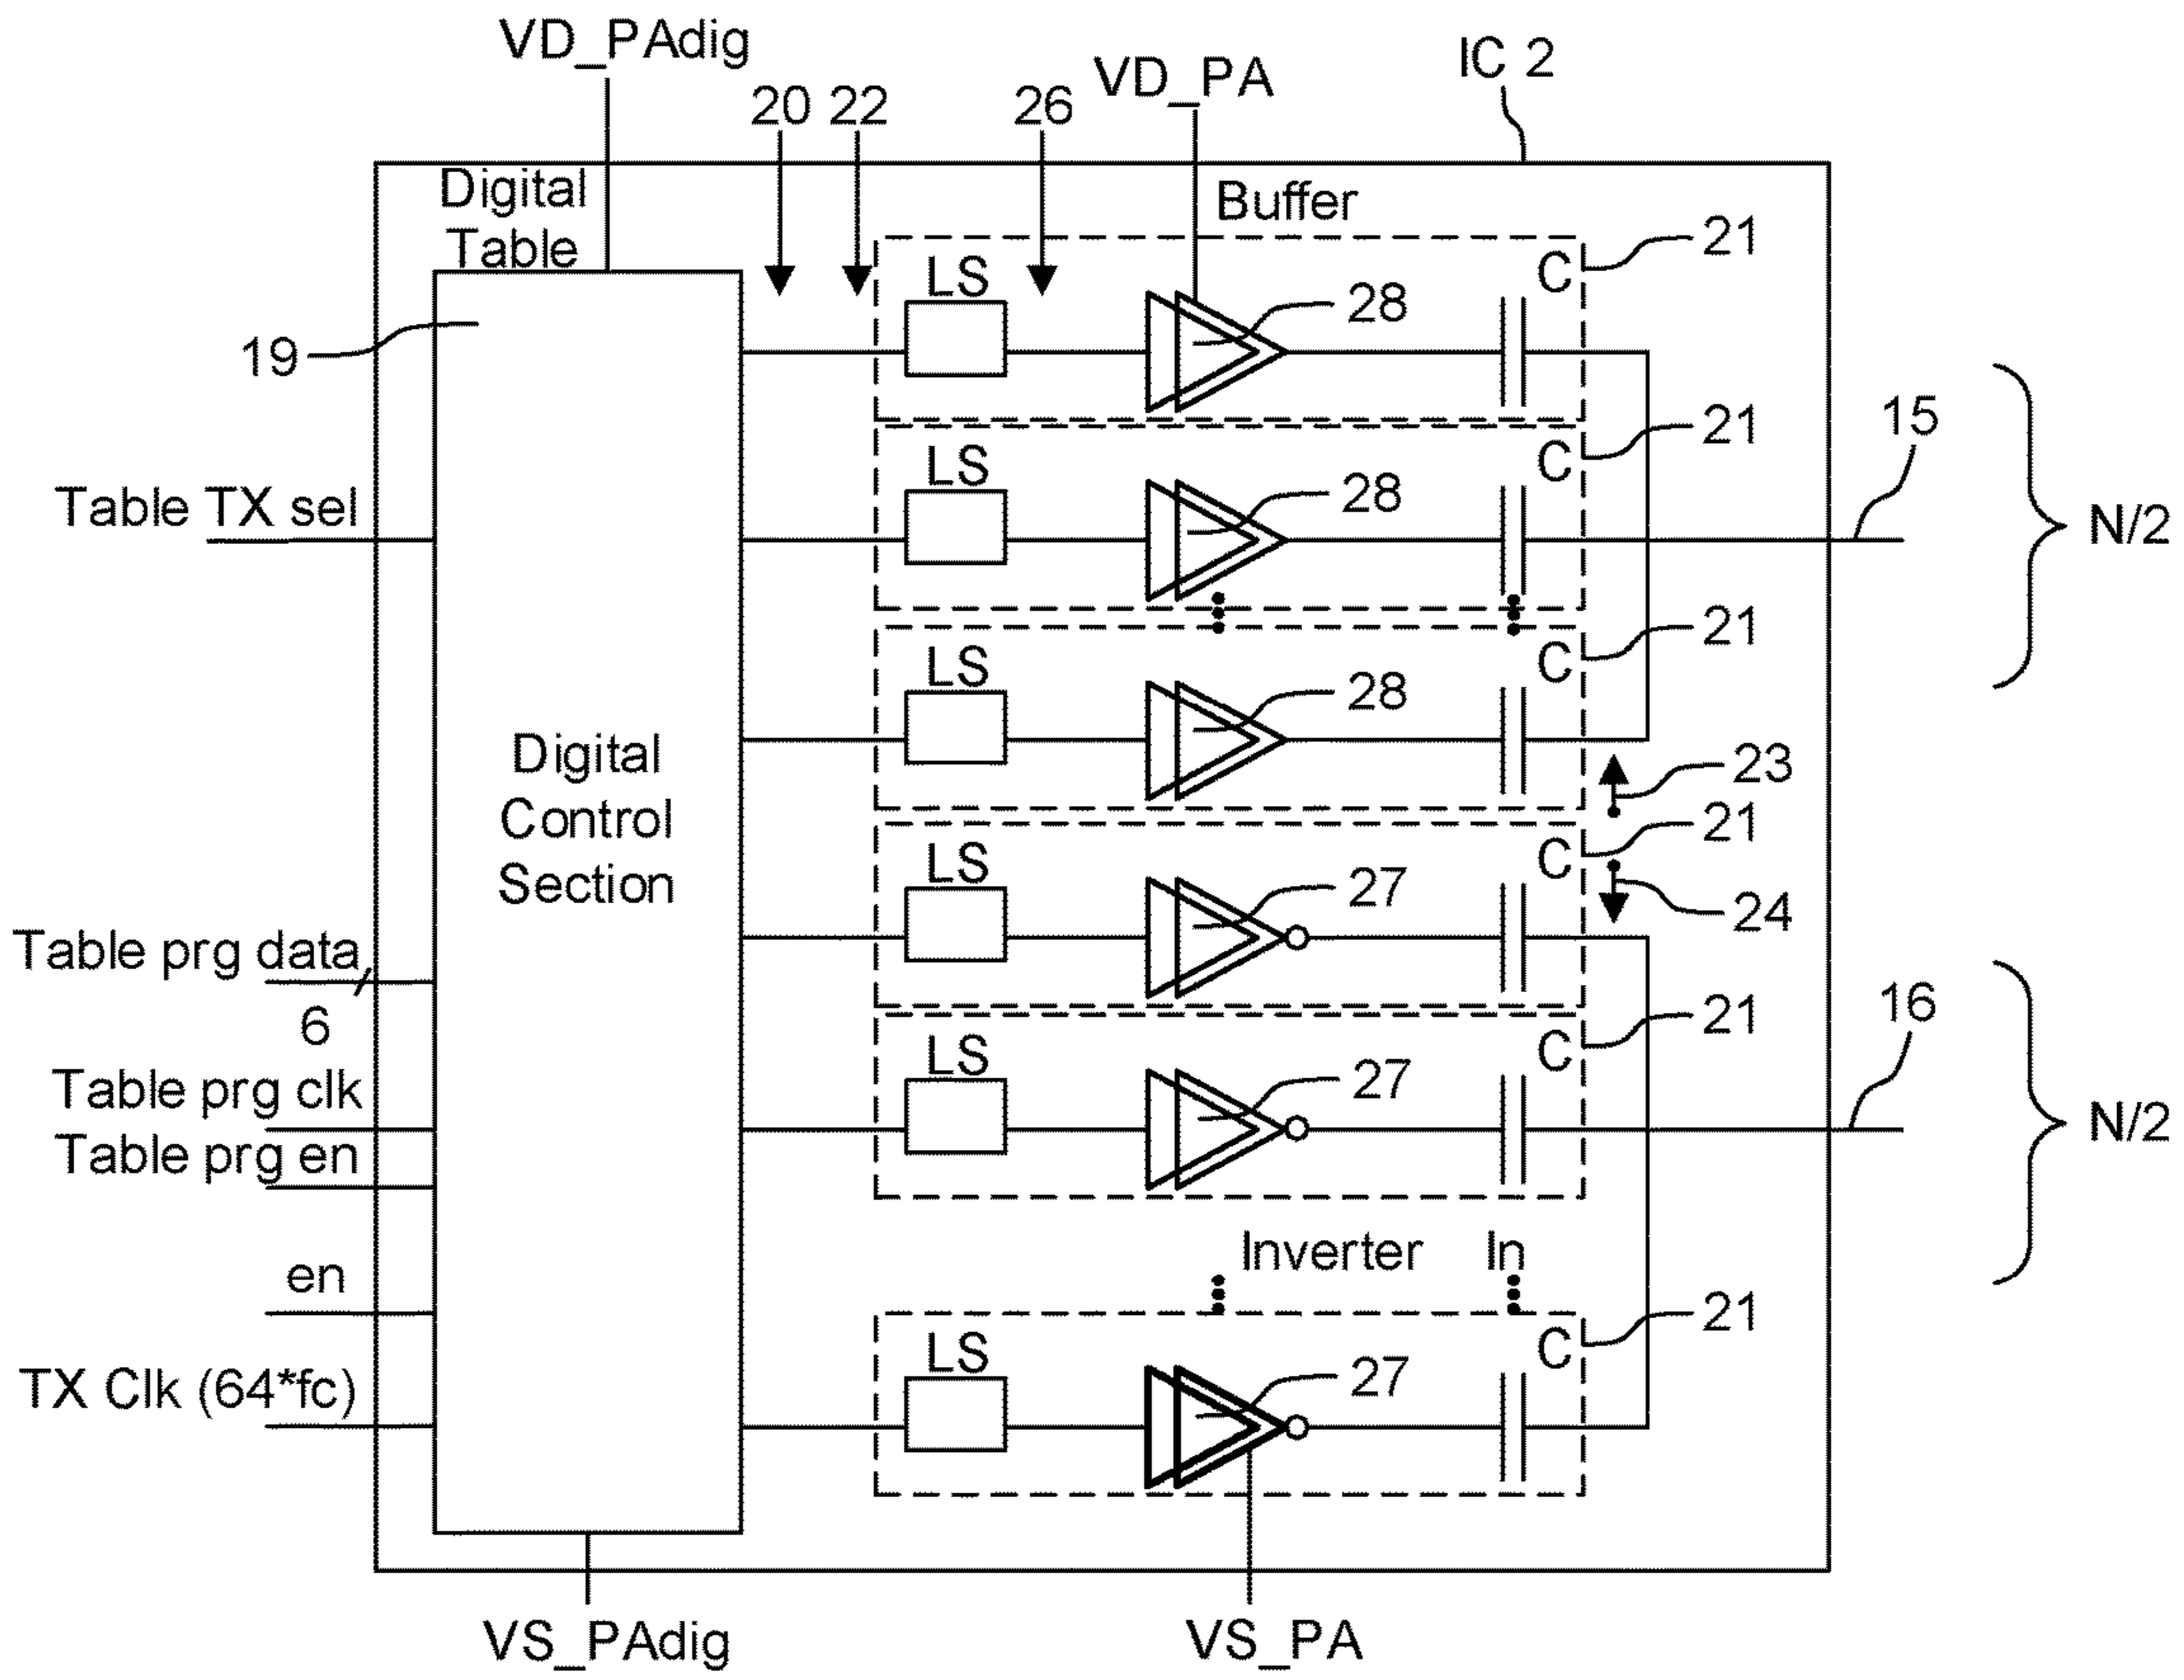 VD_PAdig
VD_PA
IC 2
20
22
26
Digital
Table
Buffer
LS
C
21
28
19
LS
C
21
28
15
N/2
Table TX sel
LS
C
21
28
Digital
Control
Section
23
LS
C
21
27
24
Table prg data
6
LS
C
21
27
16
N/2
Table prg clk
Table prg en
Inverter
In
en
LS
C
21
27
TX Clk (64*fc)
VS_PAdig
VS_PA